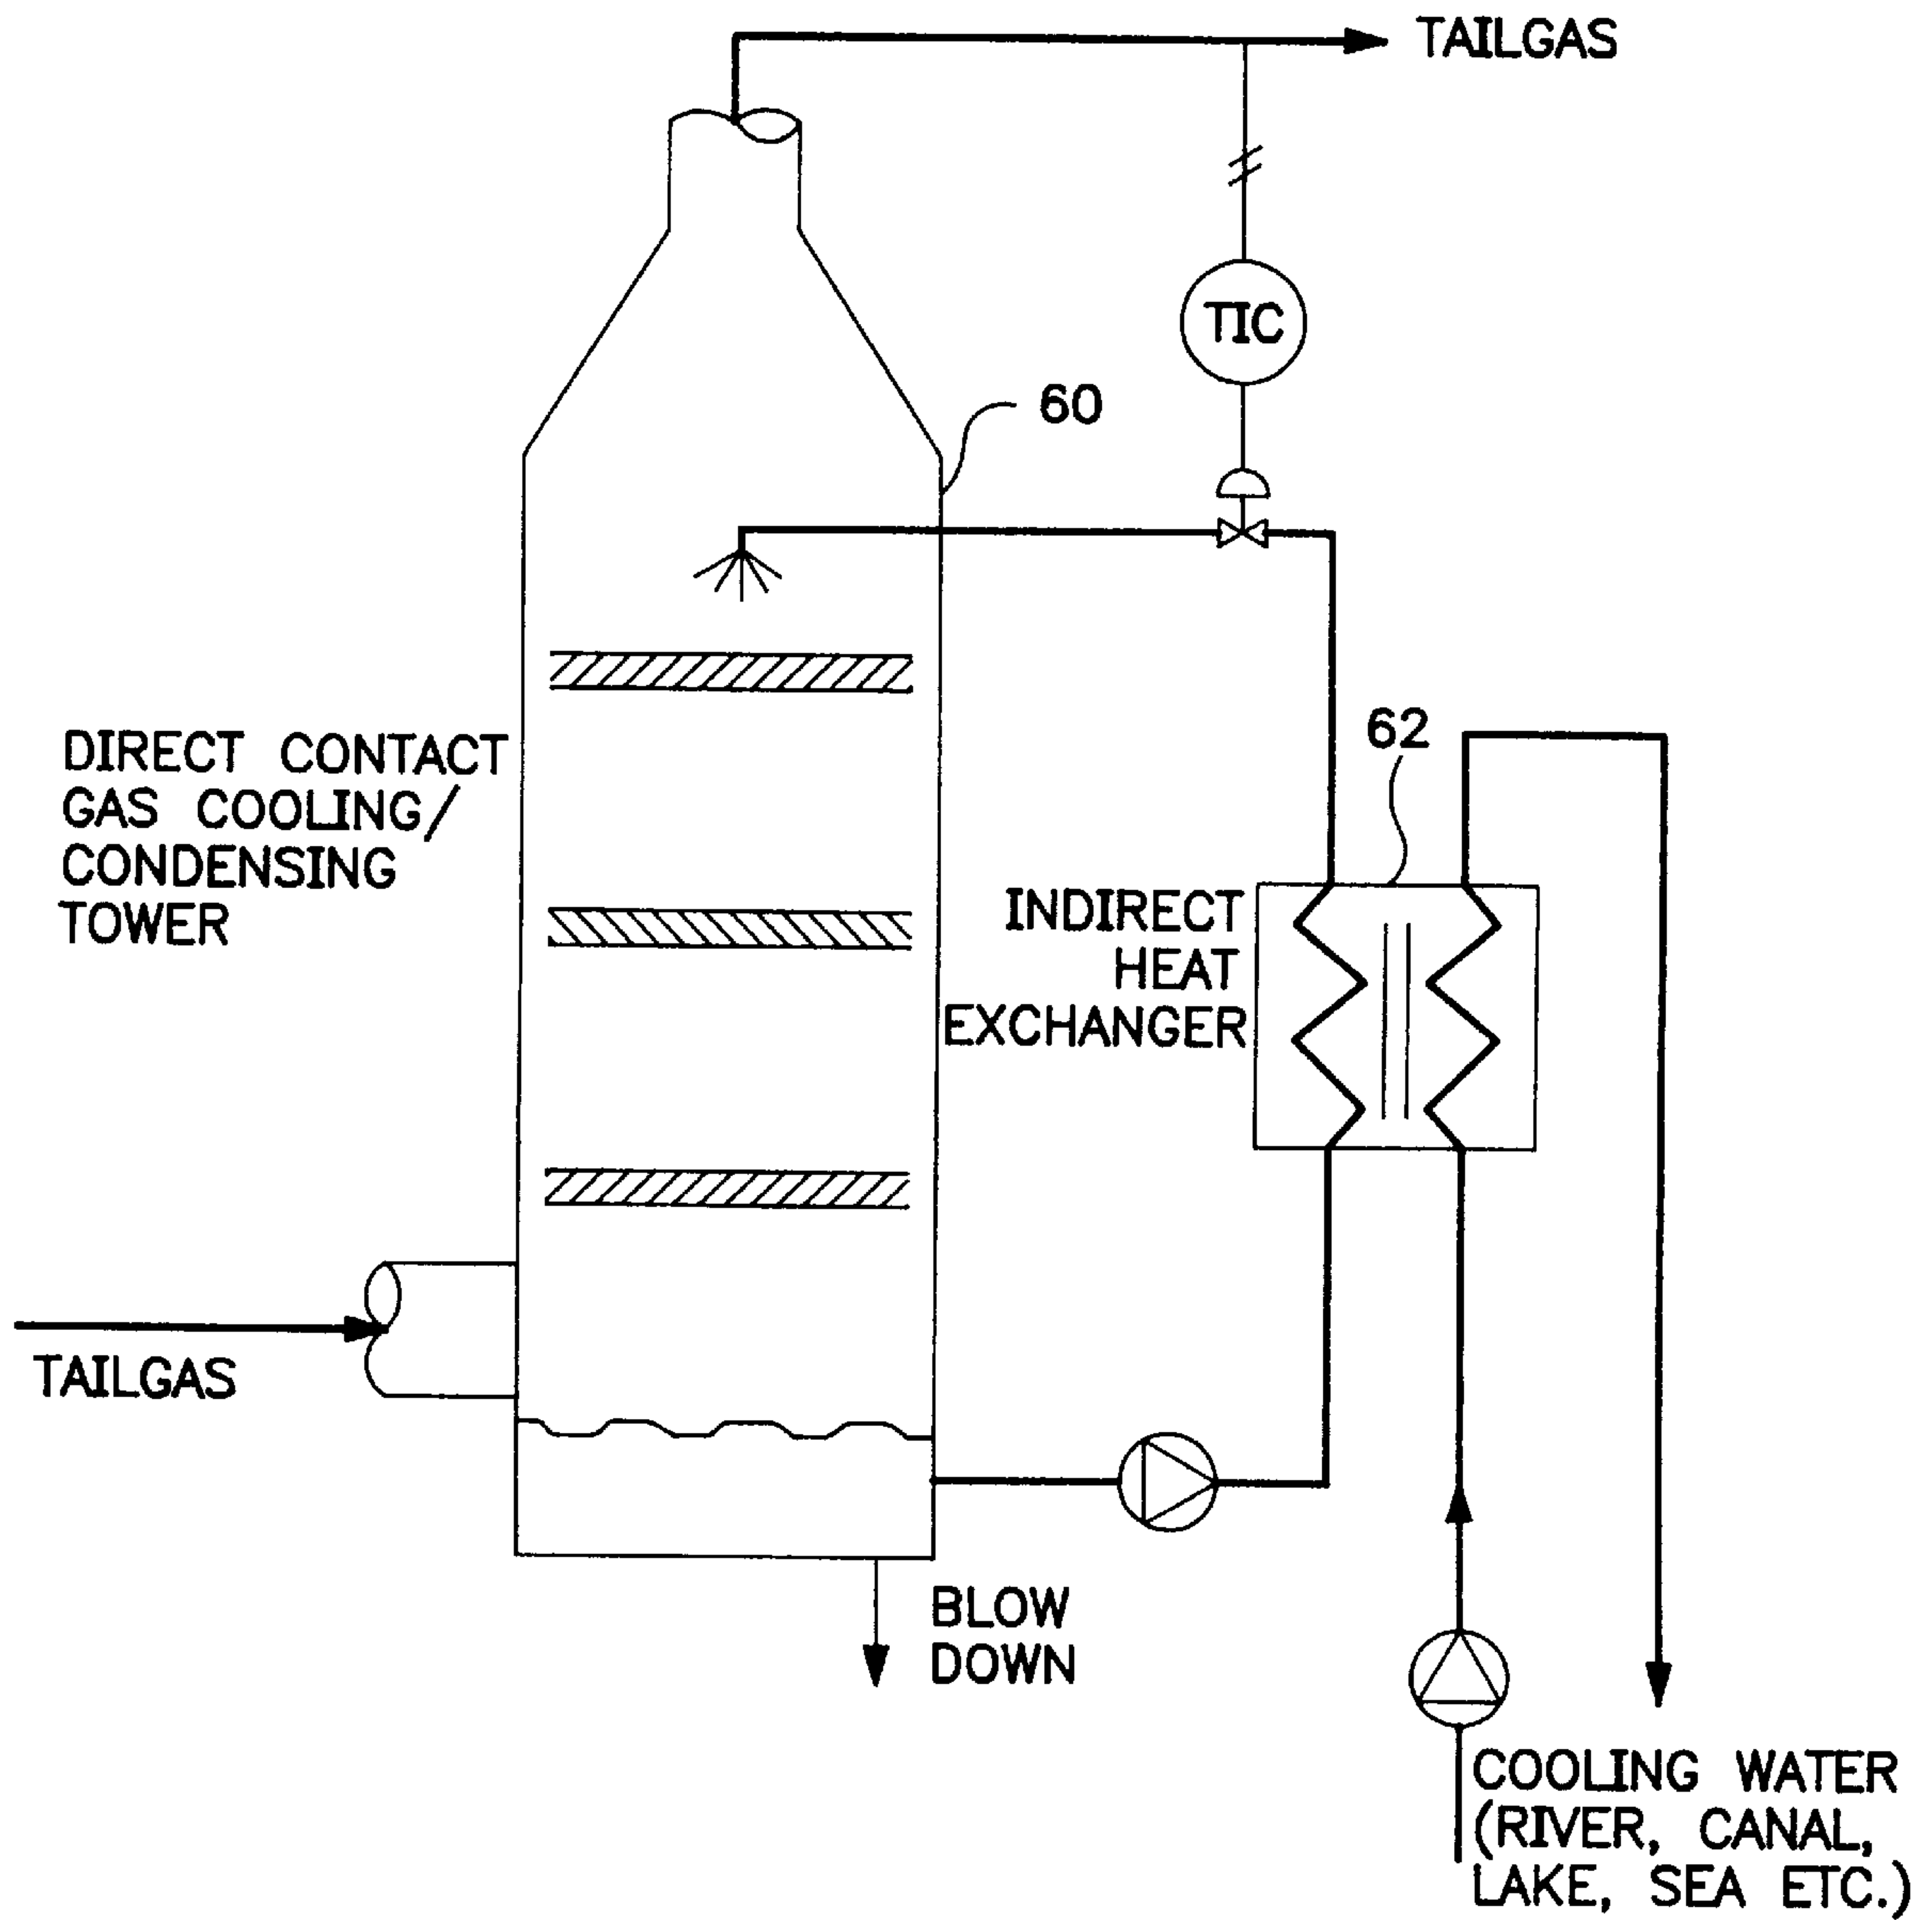 TAILGAS
TIC
60
DIRECT CONTACT
GAS COOLING/
CONDENSING
TOWER
62
INDIRECT
HEAT
EXCHANGER
TAILGAS
BLOW
DOWN
COOLING WATER
(RIVER, CANAL,
LAKE, SEA ETC.)